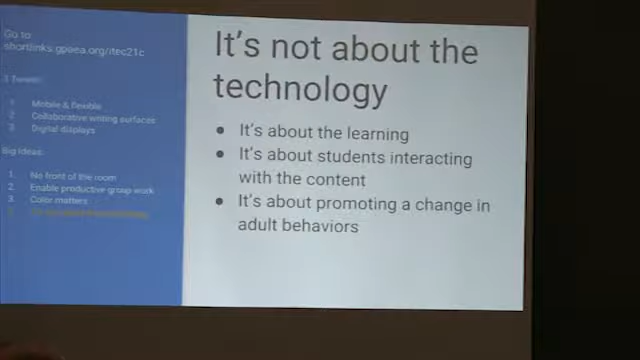 Go to
shortlinks.gpeea.org/itec21c
3 Tenets:
1 Mobile & flexible
2 Collaborative writing surfaces
3 Digital displays
Big Ideas:
1. No front of the room
2. Enable productive group work
3. Color matters
It's not about the
technology
● It's about the learning
● It's about students interacting
with the content
● It's about promoting a change in
adult behaviors